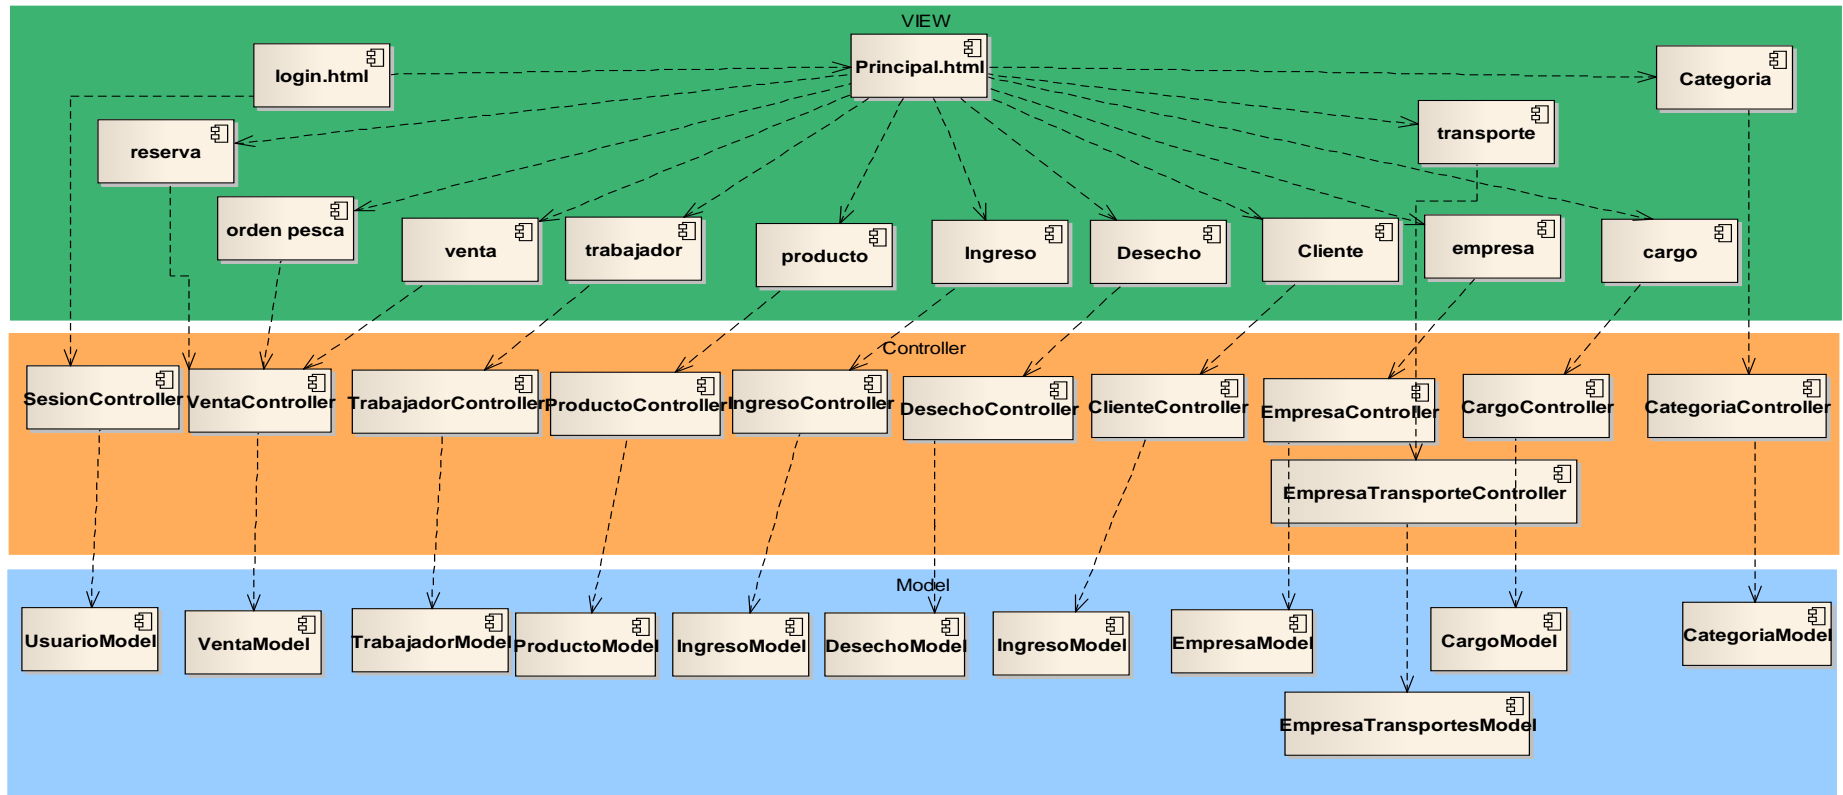 VIEW
login.html
Principal.html
Categoria
reserva
transporte
orden pesca
venta
trabajador
producto
Ingreso
Desecho
Cliente
empresa
cargo
Controller
SesionController
VentaController
TrabajadorController
ProductoController
IngresoController
DesechoController
ClienteController
EmpresaController
CargoController
CategoriaController
EmpresaTransporteController
Model
UsuarioModel
VentaModel
TrabajadorModel
ProductoModel
IngresoModel
DesechoModel
IngresoModel
EmpresaModel
CargoModel
CategoriaModel
EmpresaTransportesModel